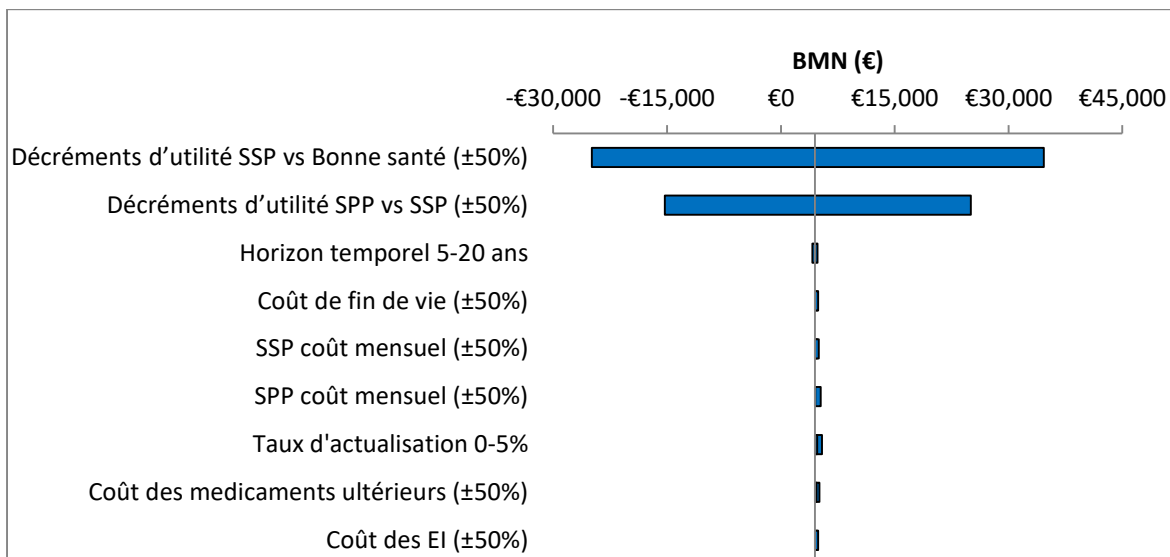 BMN (€)
-€30,000 -€15,000 €0 €15,000 €30,000 €45,000
Décréments d’utilité SSP vs Bonne santé (±50%)
Décréments d’utilité SPP vs SSP (±50%)
Horizon temporel 5-20 ans
Coût de fin de vie (±50%)
SSP coût mensuel (±50%)
SPP coût mensuel (±50%)
Taux d'actualisation 0-5%
Coût des medicaments ultérieurs (±50%)
Coût des EI (±50%)